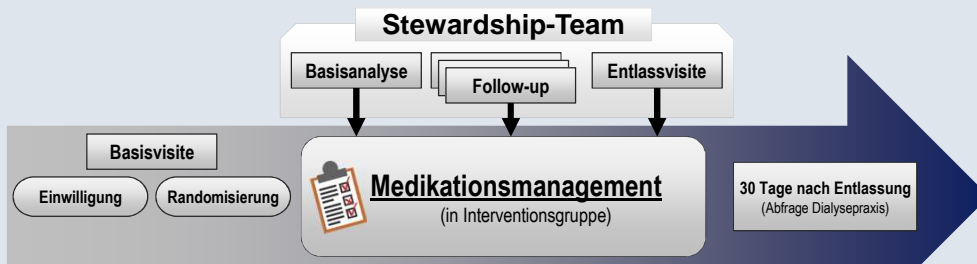 Stewardship-Team
Basisanalyse
Follow-up
Entlassvisite
Basisvisite
Einwilligung
Randomisierung
Medikationsmanagement
(in Interventionsgruppe)
30 Tage nach Entlassung
(Abfrage Dialysepraxis)